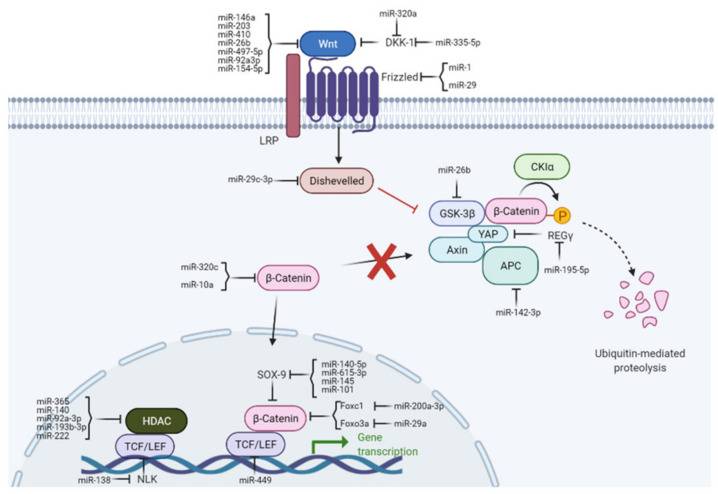 miR-146a
miR-203
miR-410
miR-26b
miR-497-5p
miR-92a3p
miR-154-5p
Wnt
miR-320a
DKK-1
miR-335-5p
Frizzled
miR-1
miR-29
LRP
miR-29c-3p
Dishevelled
miR-26b
CKIα
GSK-3β
β-Catenin
P
YAP
REGγ
Axin
APC
miR-195-5p
miR-142-3p
miR-320c
miR-10a
β-Catenin
Ubiquitin-mediated
proteolysis
SOX-9
miR-140-5p
miR-615-3p
miR-145
miR-101
miR-365
miR-140
miR-92a-3p
miR-193b-3p
miR-222
HDAC
TCF/LEF
miR-138
NLK
β-Catenin
Foxc1
miR-200a-3p
Foxo3a
miR-29a
TCF/LEF
Gene
transcription
miR-449